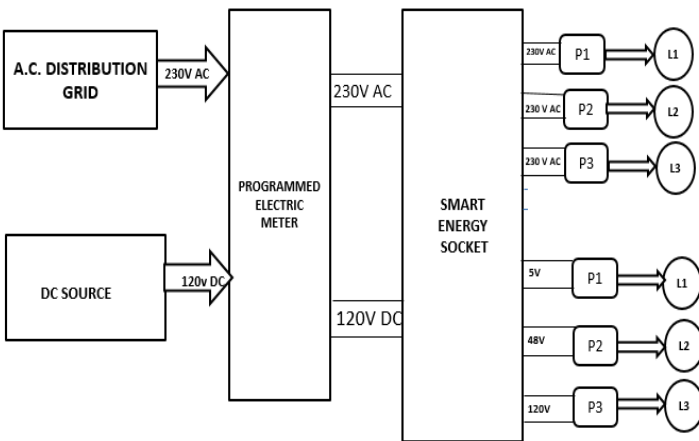 A.C. DISTRIBUTION
GRID
230V AC
DC SOURCE
120v DC
PROGRAMMED
ELECTRIC
METER
230V AC
120V DC
SMART
ENERGY
SOCKET
230V AC
P1
L1
230 V AC
P2
L2
230 V AC
P3
L3
5V
P1
L1
48V
P2
L2
120V
P3
L3